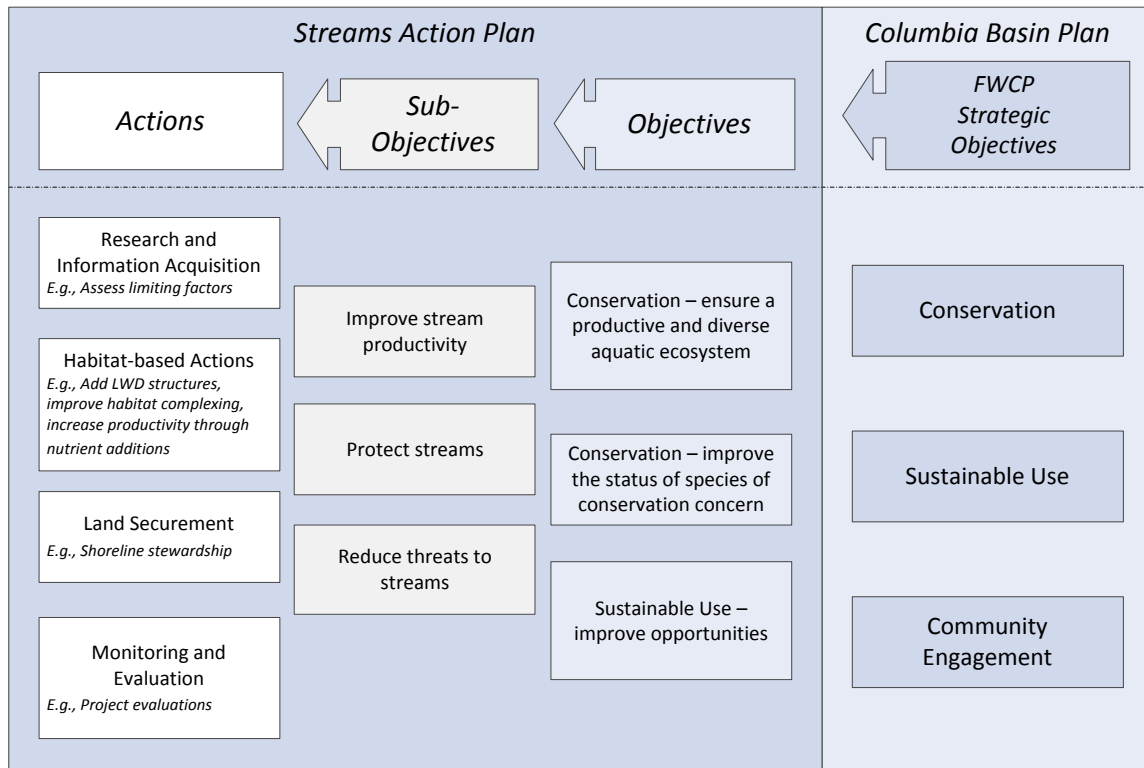 Streams Action Plan
Columbia Basin Plan
Actions
Sub-
Objectives
Objectives
FWCP
Strategic
Objectives
Research and
Information Acquisition
E.g., Assess limiting factors
Habitat-based Actions
E.g., Add LWD structures,
improve habitat complexing,
increase productivity through
nutrient additions
Land Securement
E.g., Shoreline stewardship
Monitoring and
Evaluation
E.g., Project evaluations
Improve stream
productivity
Protect streams
Reduce threats to
streams
Conservation – ensure a
productive and diverse
aquatic ecosystem
Conservation – improve
the status of species of
conservation concern
Sustainable Use –
improve opportunities
Conservation
Sustainable Use
Community
Engagement